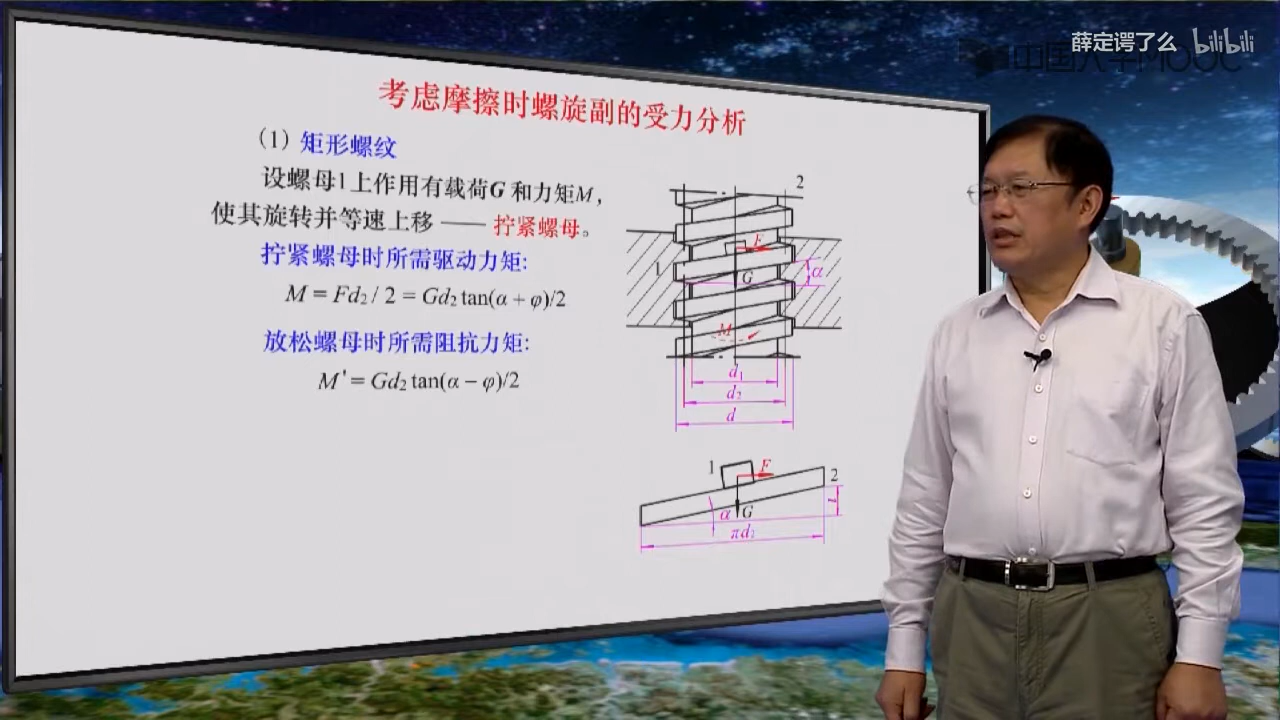 薛定谔了么 bilibili
中国大学MOOC
考虑摩擦时螺旋副的受力分析
（1）矩形螺纹
设螺母1上作用有载荷G 和力矩M，
使其旋转并等速上移 —— 拧紧螺母。
拧紧螺母时所需驱动力矩:
M = Fd₂ / 2 = Gd₂ tan(α + φ)/2
放松螺母时所需阻抗力矩:
M' = Gd₂ tan(α − φ)/2
2
F
1
α
G
M
d₁
d₂
d
1
F
2
α
G
l
πd₂